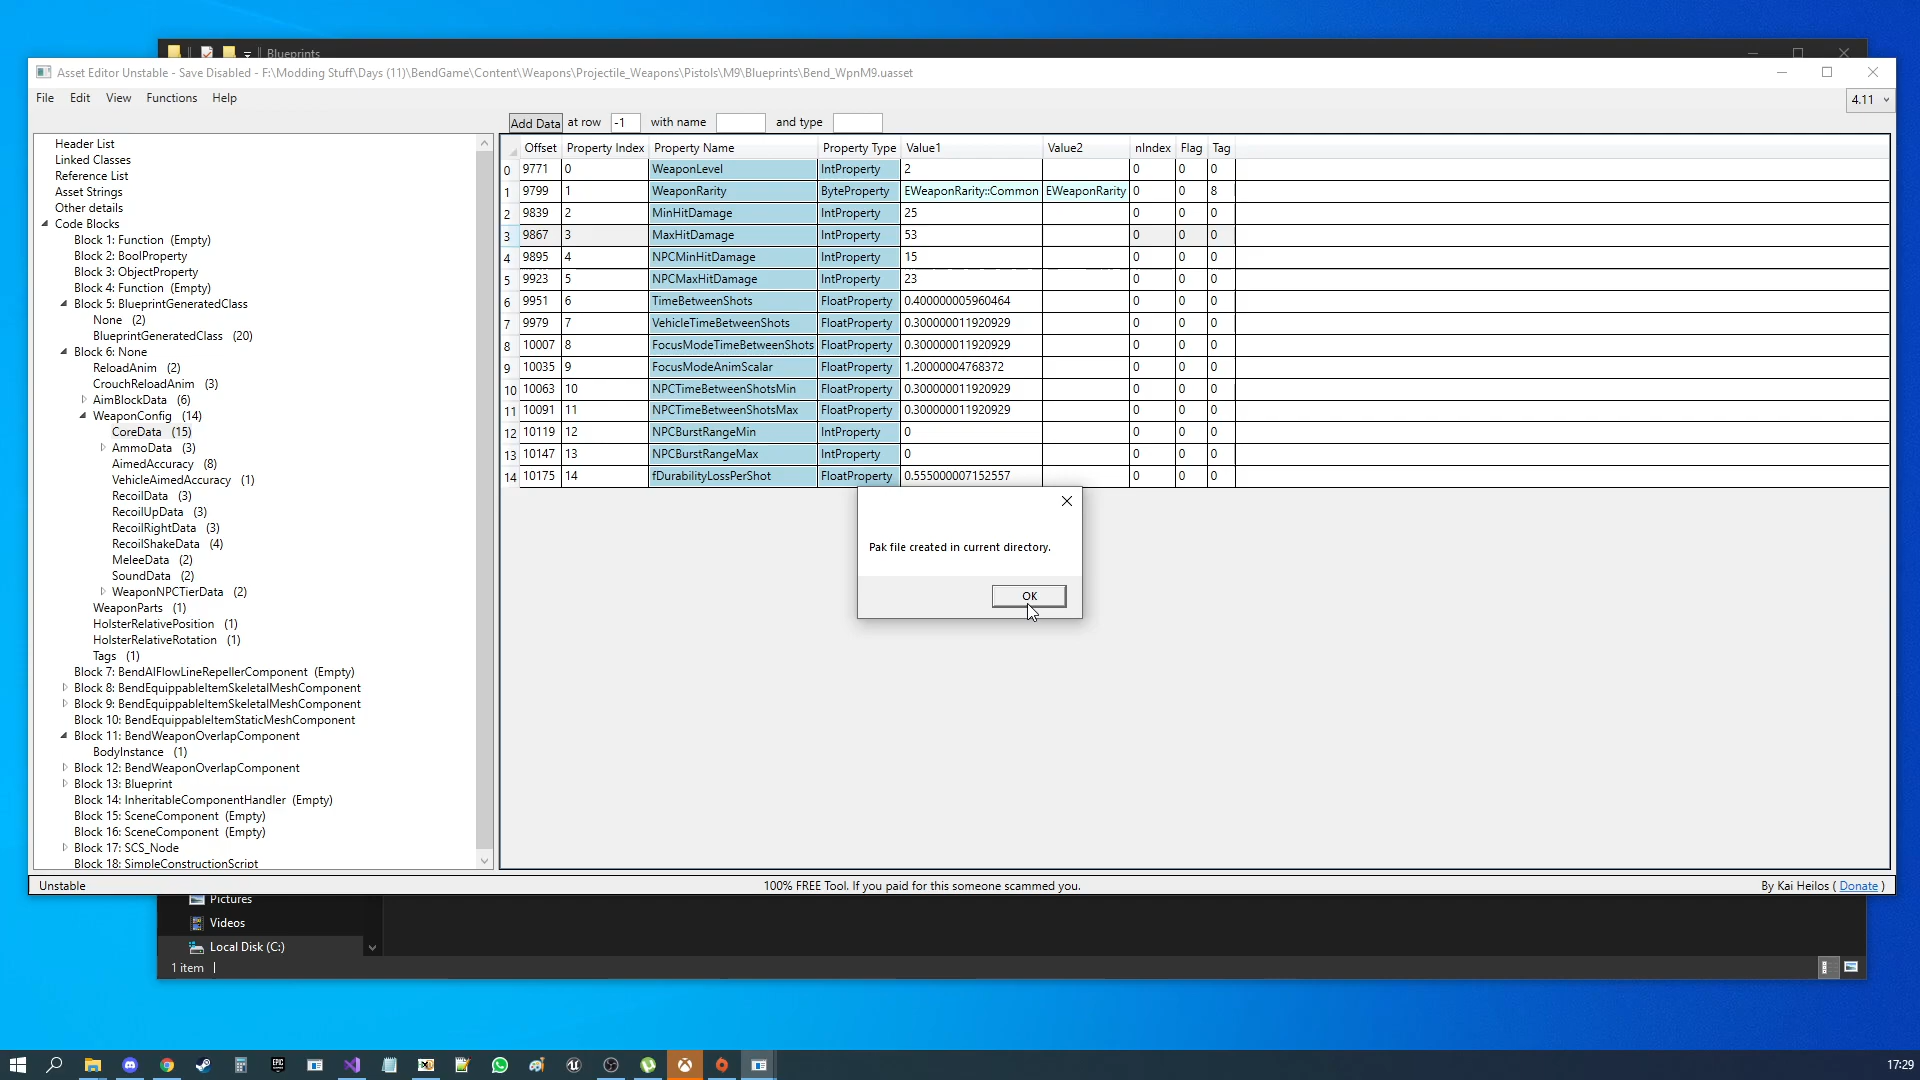 Blueprints
Asset Editor Unstable - Save Disabled - F:\Modding Stuff\Days (11)\BendGame\Content\Weapons\Projectile_Weapons\Pistols\M9\Blueprints\Bend_WpnM9.uasset
File Edit View Functions Help
4.11
Add Data at row -1 with name and type
Header List
Linked Classes
Reference List
Asset Strings
Other details
Code Blocks
Block 1: Function (Empty)
Block 2: BoolProperty
Block 3: ObjectProperty
Block 4: Function (Empty)
Block 5: BlueprintGeneratedClass
None (2)
BlueprintGeneratedClass (20)
Block 6: None
ReloadAnim (2)
CrouchReloadAnim (3)
AimBlockData (6)
WeaponConfig (14)
CoreData (15)
AmmoData (3)
AimedAccuracy (8)
VehicleAimedAccuracy (1)
RecoilData (3)
RecoilUpData (3)
RecoilRightData (3)
RecoilShakeData (4)
MeleeData (2)
SoundData (2)
WeaponNPCTierData (2)
WeaponParts (1)
HolsterRelativePosition (1)
HolsterRelativeRotation (1)
Tags (1)
Block 7: BendAIFlowLineRepellerComponent (Empty)
Block 8: BendEquippableItemSkeletalMeshComponent
Block 9: BendEquippableItemSkeletalMeshComponent
Block 10: BendEquippableItemStaticMeshComponent
Block 11: BendWeaponOverlapComponent
BodyInstance (1)
Block 12: BendWeaponOverlapComponent
Block 13: Blueprint
Block 14: InheritableComponentHandler (Empty)
Block 15: SceneComponent (Empty)
Block 16: SceneComponent (Empty)
Block 17: SCS_Node
Block 18: SimpleConstructionScript
Offset Property Index Property Name Property Type Value1 Value2 nIndex Flag Tag
0 9771 0 WeaponLevel IntProperty 2 0 0 0
1 9799 1 WeaponRarity ByteProperty EWeaponRarity::Common EWeaponRarity 0 0 8
2 9839 2 MinHitDamage IntProperty 25 0 0 0
3 9867 3 MaxHitDamage IntProperty 53 0 0 0
4 9895 4 NPCMinHitDamage IntProperty 15 0 0 0
5 9923 5 NPCMaxHitDamage IntProperty 23 0 0 0
6 9951 6 TimeBetweenShots FloatProperty 0.400000005960464 0 0 0
7 9979 7 VehicleTimeBetweenShots FloatProperty 0.300000011920929 0 0 0
8 10007 8 FocusModeTimeBetweenShots FloatProperty 0.300000011920929 0 0 0
9 10035 9 FocusModeAnimScalar FloatProperty 1.20000004768372 0 0 0
10 10063 10 NPCTimeBetweenShotsMin FloatProperty 0.300000011920929 0 0 0
11 10091 11 NPCTimeBetweenShotsMax FloatProperty 0.300000011920929 0 0 0
12 10119 12 NPCBurstRangeMin IntProperty 0 0 0 0
13 10147 13 NPCBurstRangeMax IntProperty 0 0 0 0
14 10175 14 fDurabilityLossPerShot FloatProperty 0.555000007152557 0 0 0
Pak file created in current directory.
OK
Unstable 100% FREE Tool. If you paid for this someone scammed you. By Kai Heilos ( Donate )
Pictures
Videos
Local Disk (C:)
1 item
EPIC
17:29